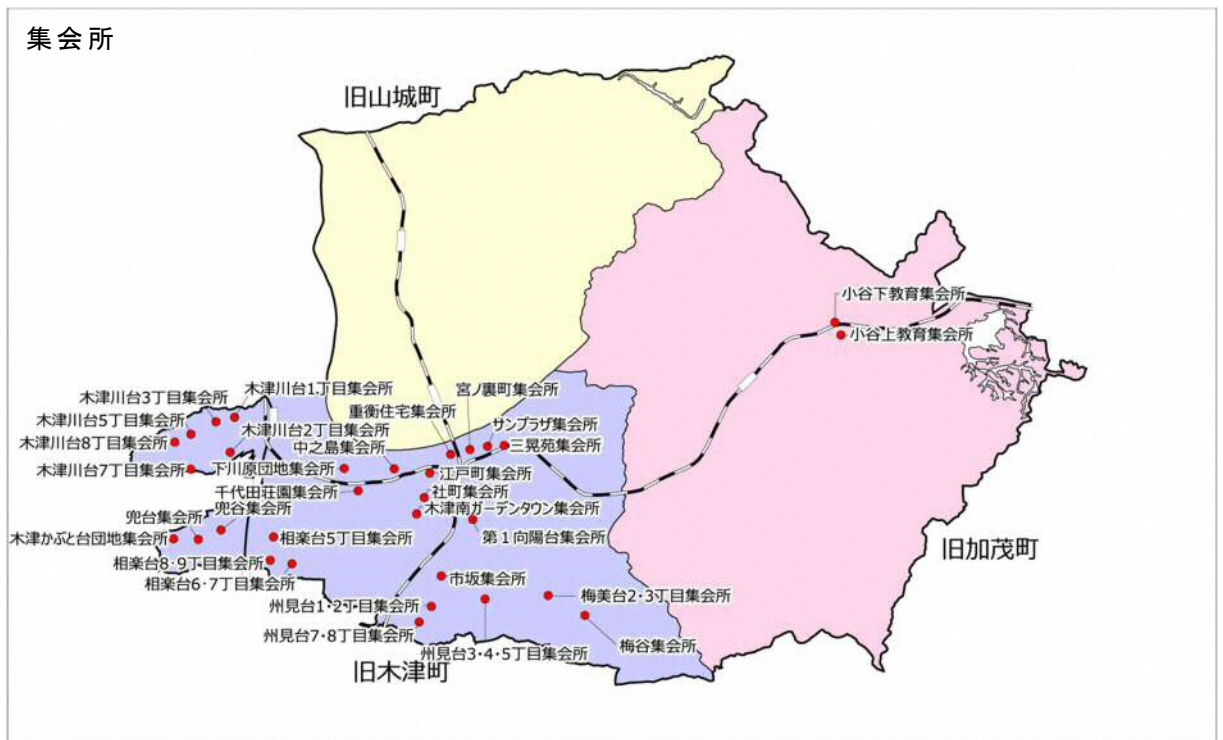 集会所
旧山城町
小谷下教育集会所
小谷上教育集会所
木津川台3丁目集会所
木津川台1丁目集会所
宮ノ裏町集会所
木津川台5丁目集会所
重衡住宅集会所
サンプラザ集会所
木津川台8丁目集会所
木津川台2丁目集会所
中之島集会所
三晃苑集会所
木津川台7丁目集会所
下川原団地集会所
江戸町集会所
千代田荘園集会所
社町集会所
兜台集会所
兜谷集会所
木津南ガーデンタウン集会所
木津かぶと台団地集会所
相楽台5丁目集会所
第1向陽台集会所
旧加茂町
相楽台8・9丁目集会所
相楽台6・7丁目集会所
市坂集会所
州見台1・2丁目集会所
梅美台2・3丁目集会所
州見台7・8丁目集会所
梅谷集会所
州見台3・4・5丁目集会所
旧木津町